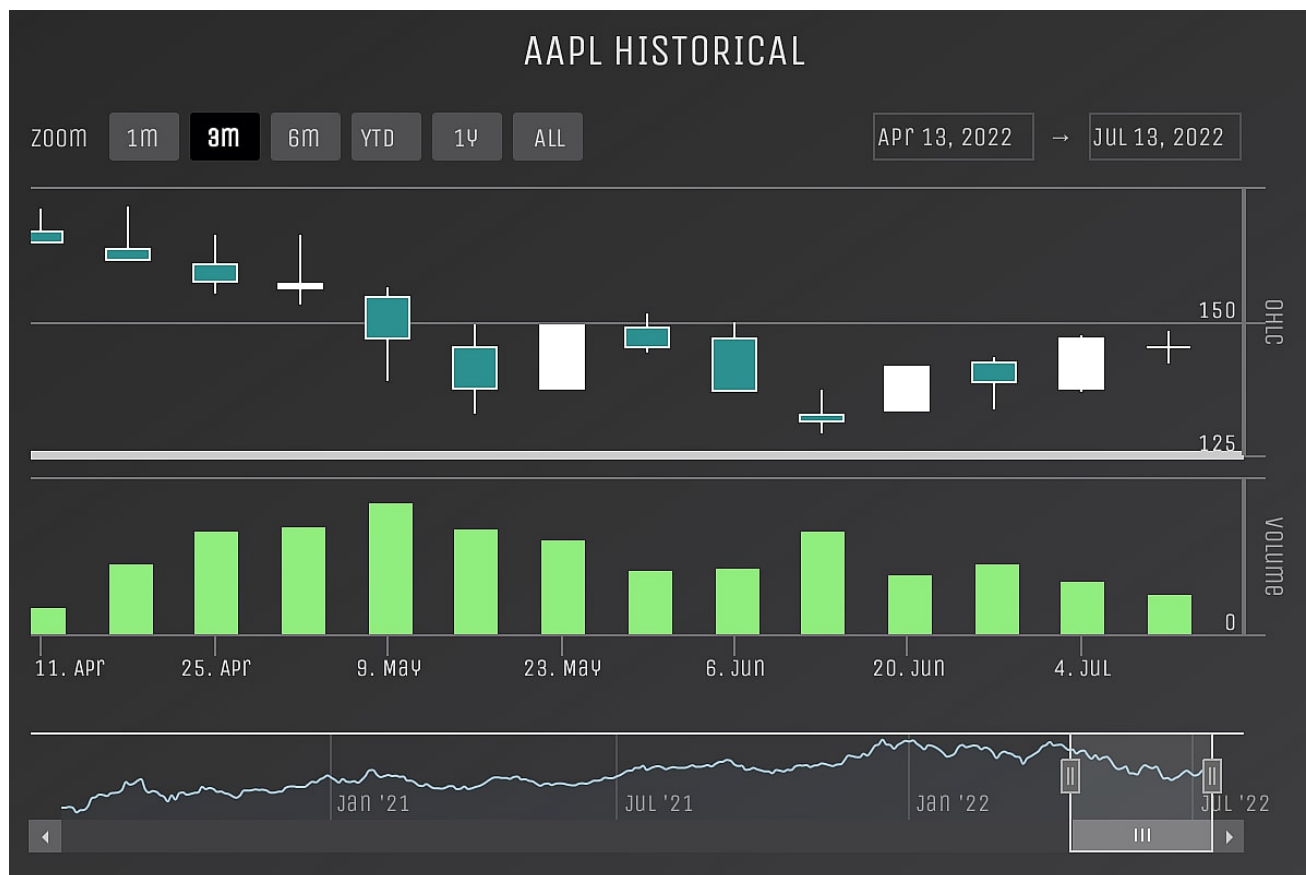 AAPL HISTORICAL
ZOOM 1M 3M 6M YTD 1Y ALL Apr 13, 2022 → Jul 13, 2022
150
OHLC
125
VOLUME
0
11. Apr 25. Apr 9. May 23. May 6. Jun 20. Jun 4. Jul
Jan '21 Jul '21 Jan '22 Jul '22